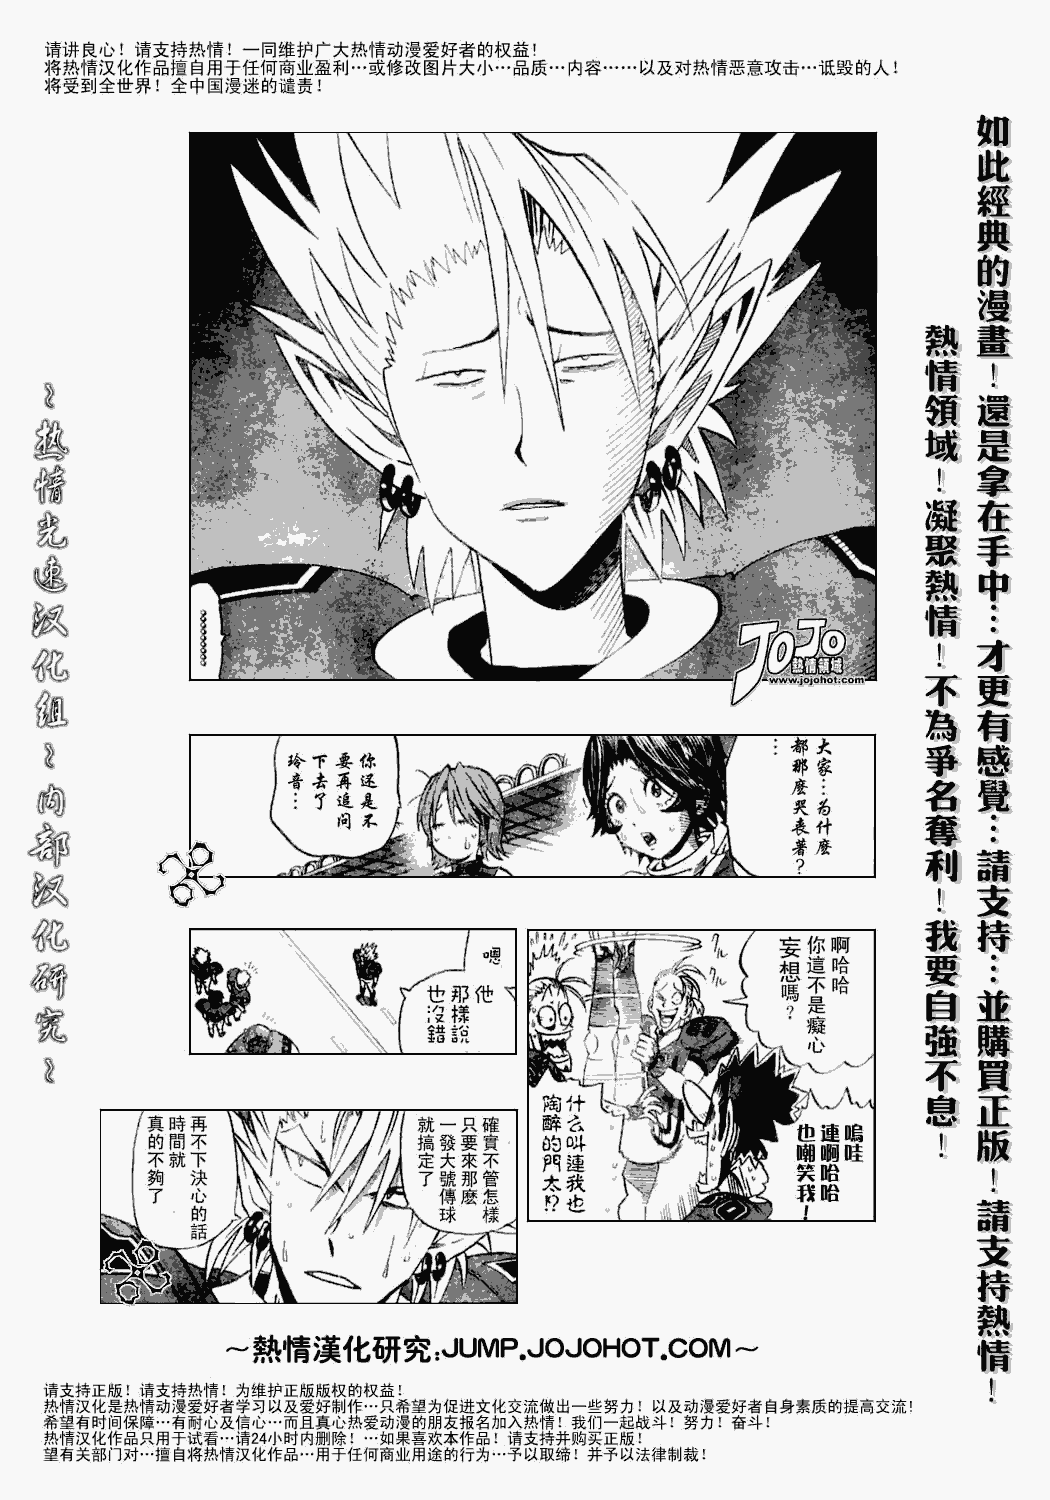 请讲良心！请支持热情！一同维护广大热情动漫爱好者的权益！
将热情汉化作品擅自用于任何商业盈利…或修改图片大小…品质…内容……以及对热情恶意攻击…诋毁的人！
将受到全世界！全中国漫迷的谴责！
如此經典的漫畫！還是拿在手中…才更有感覺…請支持…並購買正版！請支持熱情！
熱情領域！凝聚熱情！不為爭名奪利！我要自強不息！
～热情光速汉化组～内部汉化研究～
………
JOJO
熱情領域
www.jojohot.com
大家…为什麼
都那麼哭丧著？
…
你还是不
要再追问
下去了
玲音…
啊哈哈
你這不是癡心
妄想嗎？
嗚哇
連啊哈哈
也嘲笑我！
什么叫連我也
陶醉的門太!?
嗯
他
那樣說
也沒錯
確實不管怎樣
只要來那麼
一發大號傳球
就搞定了
再不下決心的話
時間就
真的不夠了
～熱情漢化研究:JUMP.JOJOHOT.COM～
请支持正版！请支持热情！为维护正版版权的权益！
热情汉化是热情动漫爱好者学习以及爱好制作…只希望为促进文化交流做出一些努力！以及动漫爱好者自身素质的提高交流！
希望有时间保障…有耐心及信心…而且真心热爱动漫的朋友报名加入热情！我们一起战斗！努力！奋斗！
热情汉化作品只用于试看…请24小时内删除！…如果喜欢本作品！请支持并购买正版！
望有关部门对…擅自将热情汉化作品…用于任何商业用途的行为…予以取缔！并予以法律制裁！